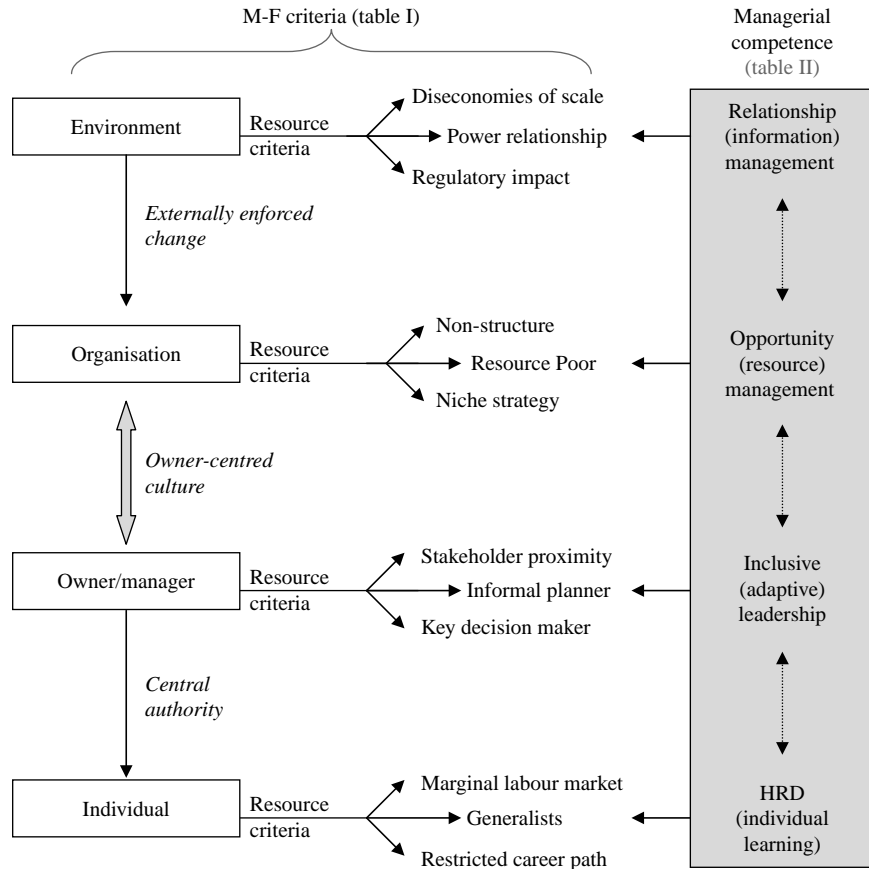 M-F criteria (table I)
Managerial
competence
(table II)
Environment
Resource
criteria
Diseconomies of scale
Power relationship
Regulatory impact
Relationship
(information)
management
Externally enforced
change
Organisation
Resource
criteria
Non-structure
Resource Poor
Niche strategy
Opportunity
(resource)
management
Owner-centred
culture
Owner/manager
Resource
criteria
Stakeholder proximity
Informal planner
Key decision maker
Inclusive
(adaptive)
leadership
Central
authority
Individual
Resource
criteria
Marginal labour market
Generalists
Restricted career path
HRD
(individual
learning)